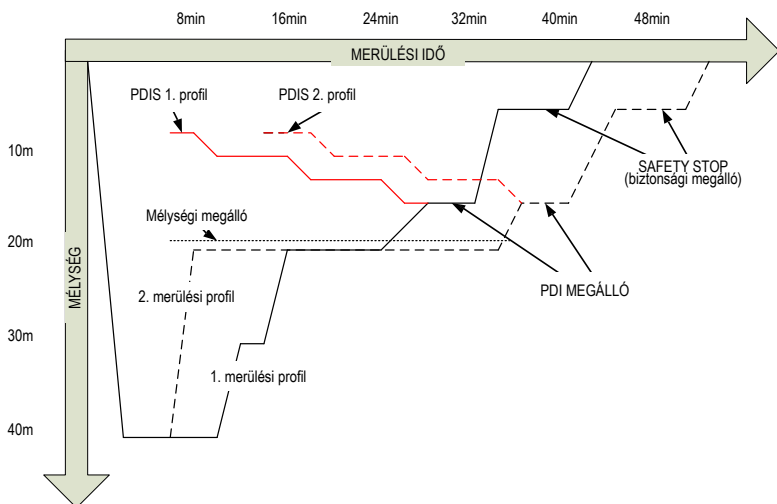 8min 16min 24min 32min 40min 48min
MERÜLÉSI IDŐ
PDIS 1. profil
PDIS 2. profil
10m
SAFETY STOP
(biztonsági megálló)
Mélységi megálló
20m
MÉLYSÉG
2. merülési profil
PDI MEGÁLLÓ
30m
1. merülési profil
40m